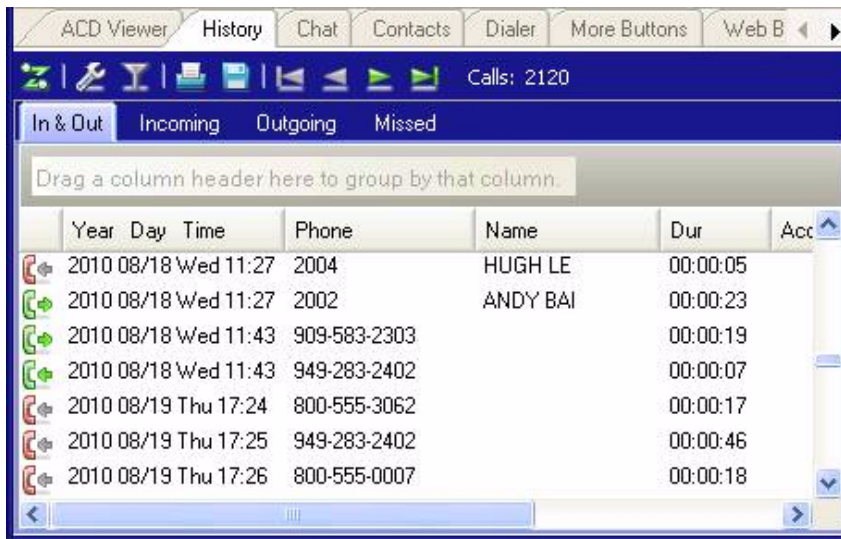 ACD Viewer History Chat Contacts Dialer More Buttons Web B
Calls: 2120
In & Out Incoming Outgoing Missed
Drag a column header here to group by that column.
Year Day Time Phone Name Dur Acc
2010 08/18 Wed 11:27 2004 HUGH LE 00:00:05
2010 08/18 Wed 11:27 2002 ANDY BAI 00:00:23
2010 08/18 Wed 11:43 909-583-2303 00:00:19
2010 08/18 Wed 11:43 949-283-2402 00:00:07
2010 08/19 Thu 17:24 800-555-3062 00:00:17
2010 08/19 Thu 17:25 949-283-2402 00:00:46
2010 08/19 Thu 17:26 800-555-0007 00:00:18